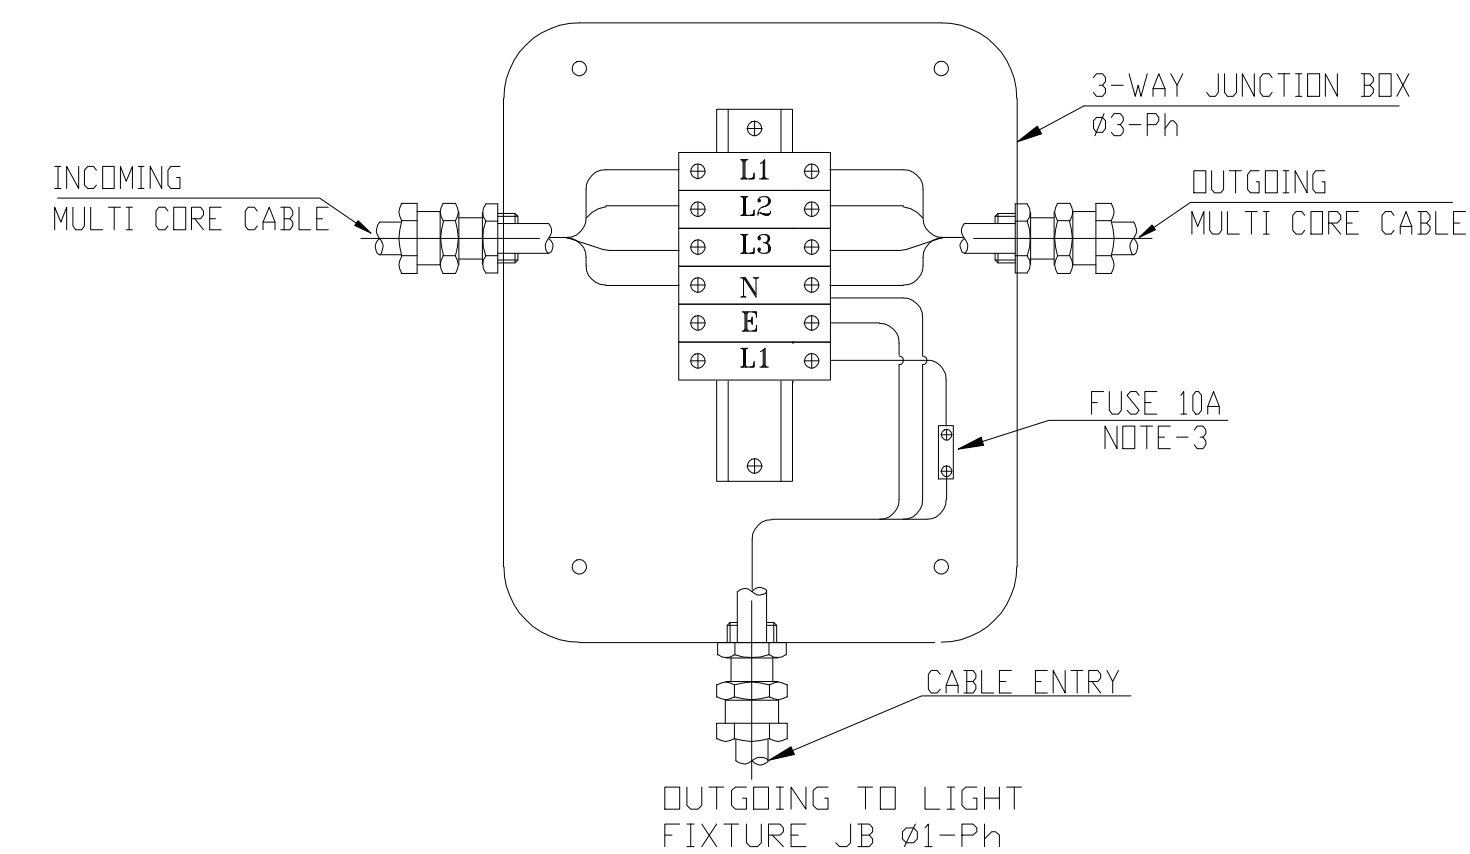 3-WAY JUNCTION BOX
ø3-Ph
INCOMING
MULTI CORE CABLE
OUTGOING
MULTI CORE CABLE
L1
L2
L3
N
E
L1
FUSE 10A
NOTE-3
CABLE ENTRY
OUTGOING TO LIGHT
FIXTURE JB ø1-Ph